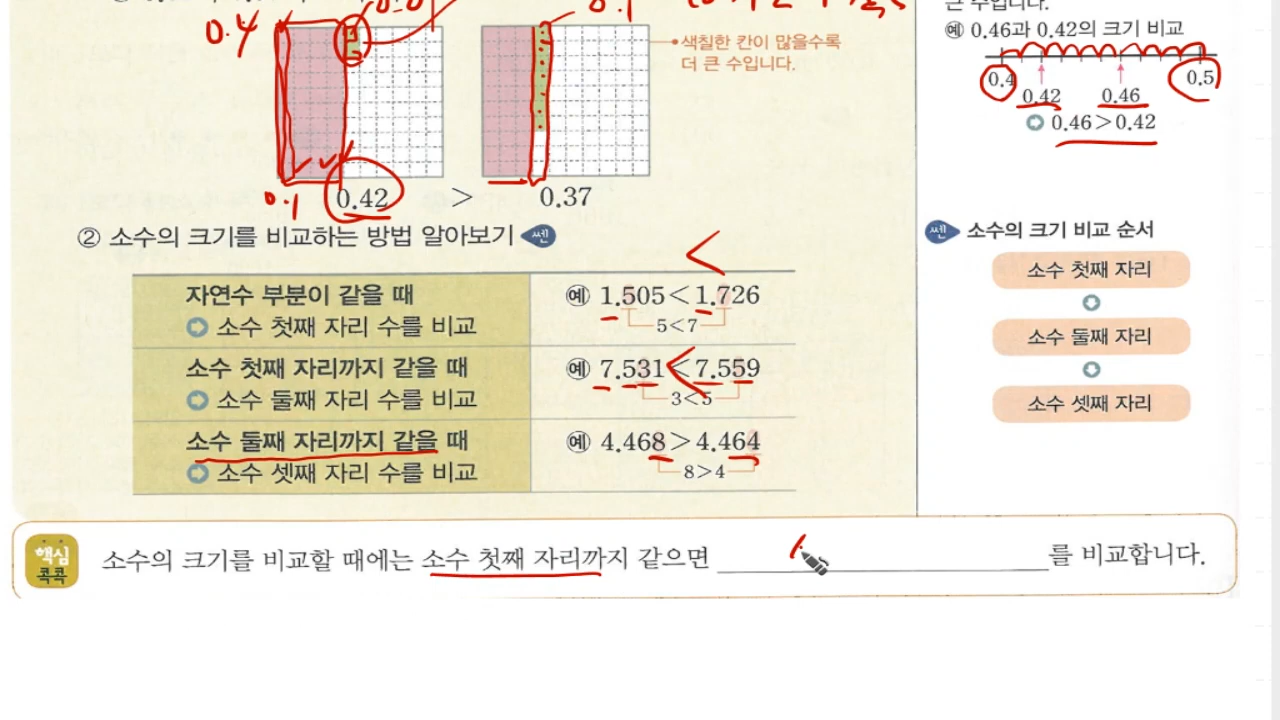 0.4
0.1
색칠한 칸이 많을수록
더 큰 수입니다.
0.1
0.42 > 0.37
② 소수의 크기를 비교하는 방법 알아보기 쎈
<
자연수 부분이 같을 때
소수 첫째 자리 수를 비교
예 1.505<1.726
5<7
소수 첫째 자리까지 같을 때
소수 둘째 자리 수를 비교
예 7.531<7.559
3<5
소수 둘째 자리까지 같을 때
소수 셋째 자리 수를 비교
예 4.468>4.464
8>4
큰 수입니다.
예 0.46과 0.42의 크기 비교
0.4 0.5
0.42 0.46
0.46>0.42
쎈 소수의 크기 비교 순서
소수 첫째 자리
소수 둘째 자리
소수 셋째 자리
핵심
콕콕
소수의 크기를 비교할 때에는 소수 첫째 자리까지 같으면 를 비교합니다.